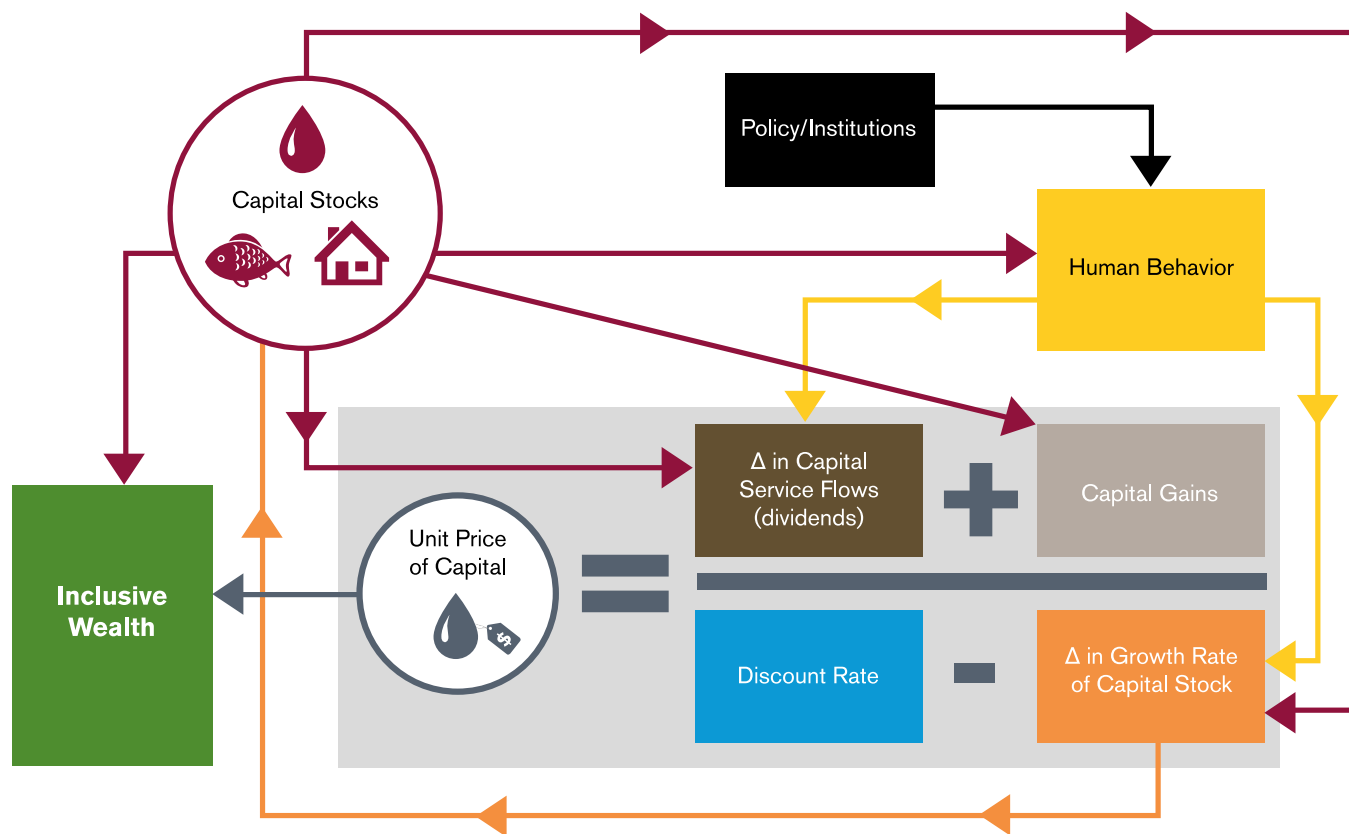 Policy/Institutions
Capital Stocks
Human Behavior
Δ in Capital
Service Flows
(dividends)
Capital Gains
Unit Price
of Capital
$
Inclusive
Wealth
Discount Rate
Δ in Growth Rate
of Capital Stock